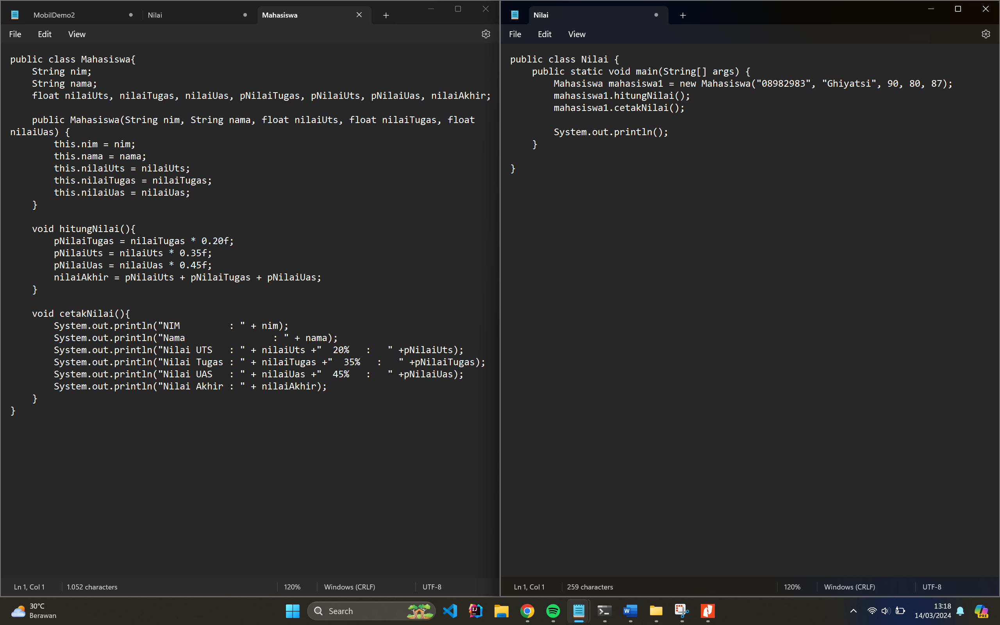 MobilDemo2
Nilai
Mahasiswa
File Edit View
public class Mahasiswa{
    String nim;
    String nama;
    float nilaiUts, nilaiTugas, nilaiUas, pNilaiTugas, pNilaiUts, pNilaiUas, nilaiAkhir;

    public Mahasiswa(String nim, String nama, float nilaiUts, float nilaiTugas, float
nilaiUas) {
        this.nim = nim;
        this.nama = nama;
        this.nilaiUts = nilaiUts;
        this.nilaiTugas = nilaiTugas;
        this.nilaiUas = nilaiUas;
    }

    void hitungNilai(){
        pNilaiTugas = nilaiTugas * 0.20f;
        pNilaiUts = nilaiUts * 0.35f;
        pNilaiUas = nilaiUas * 0.45f;
        nilaiAkhir = pNilaiUts + pNilaiTugas + pNilaiUas;
    }

    void cetakNilai(){
        System.out.println("NIM         : " + nim);
        System.out.println("Nama                : " + nama);
        System.out.println("Nilai UTS   : " + nilaiUts +"  20%   :   " +pNilaiUts);
        System.out.println("Nilai Tugas : " + nilaiTugas +"  35%   :   " +pNilaiTugas);
        System.out.println("Nilai UAS   : " + nilaiUas +"  45%   :   " +pNilaiUas);
        System.out.println("Nilai Akhir : " + nilaiAkhir);
    }
}
Ln 1, Col 1 1.052 characters 120% Windows (CRLF) UTF-8
Nilai
File Edit View
public class Nilai {
    public static void main(String[] args) {
        Mahasiswa mahasiswa1 = new Mahasiswa("08982983", "Ghiyatsi", 90, 80, 87);
        mahasiswa1.hitungNilai();
        mahasiswa1.cetakNilai();

        System.out.println();
    }

}
Ln 1, Col 1 259 characters 120% Windows (CRLF) UTF-8
30°C
Berawan
Search
IJ
W
13:18
14/03/2024
PRE